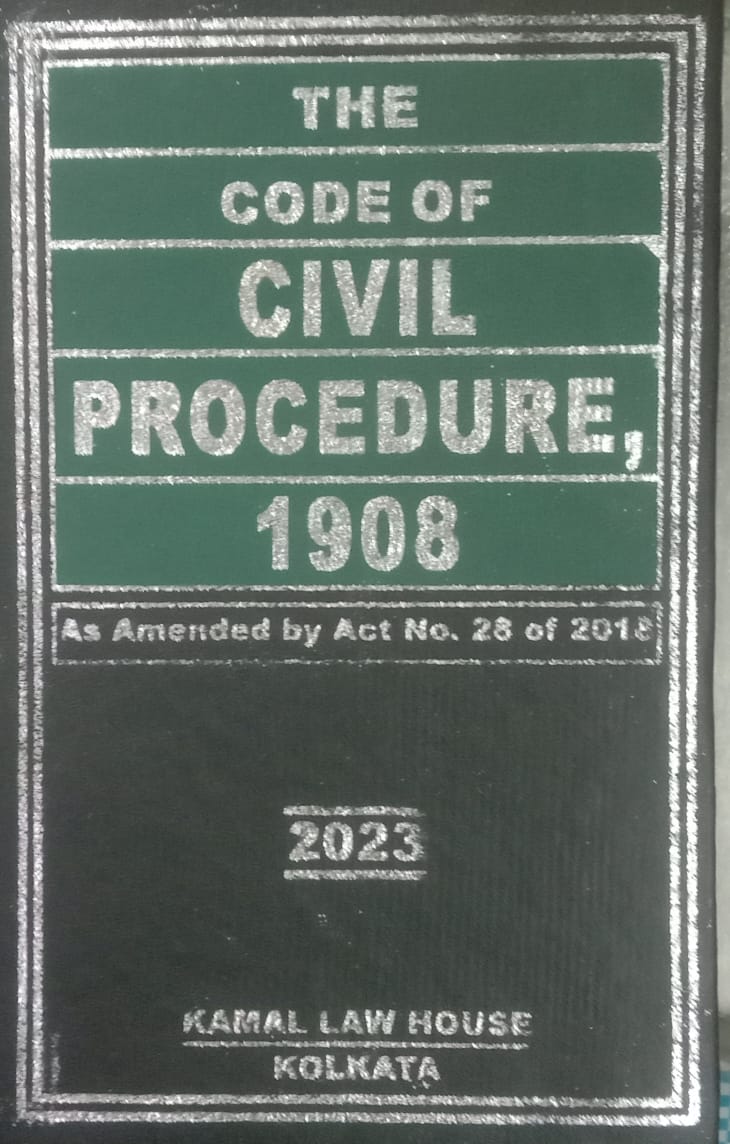 THE
CODE OF
CIVIL
PROCEDURE,
1908
As Amended by Act No. 28 of 2018
2023
KAMAL LAW HOUSE
KOLKATA